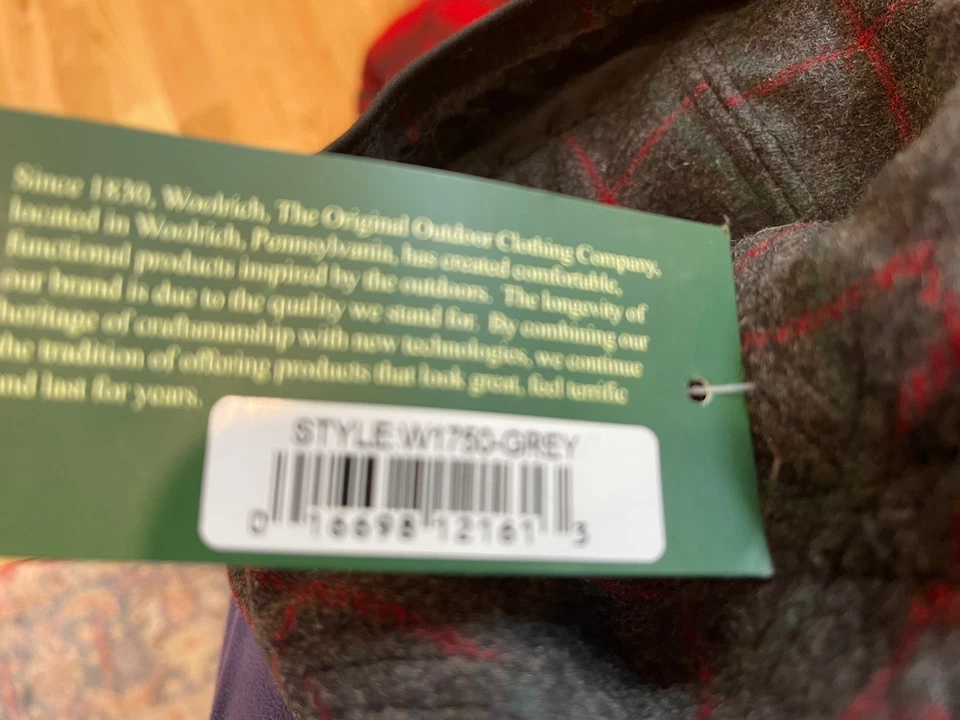 Since 1830, Woolrich, The Original Outdoor Clothing Company,
located in Woolrich, Pennsylvania, has created comfortable,
functional products inspired by the outdoors. The longevity of
our brand is due to the quality we stand for. By combining our
heritage of craftsmanship with new technologies, we continue
the tradition of offering products that look great, feel terrific
and last for yours.
STYLE:W1750-GREY
0 16698 12161 3